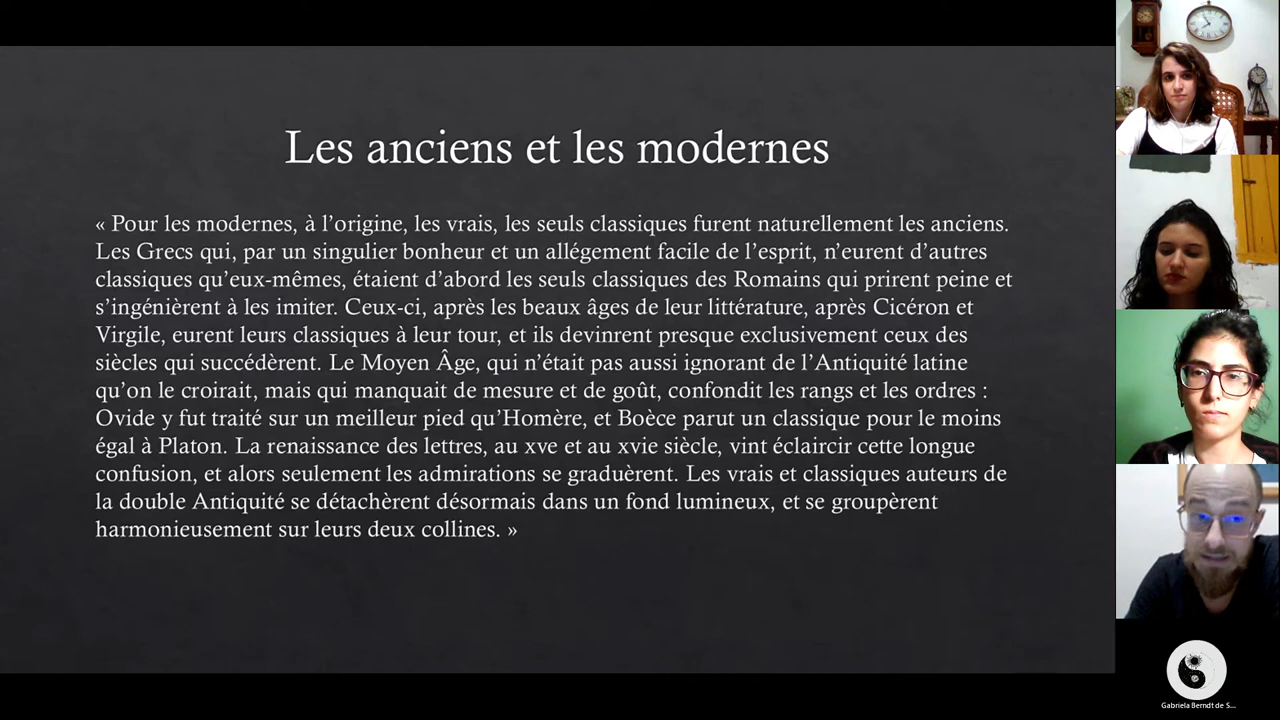 Les anciens et les modernes
« Pour les modernes, à l’origine, les vrais, les seuls classiques furent naturellement les anciens.
Les Grecs qui, par un singulier bonheur et un allégement facile de l’esprit, n’eurent d’autres
classiques qu’eux-mêmes, étaient d’abord les seuls classiques des Romains qui prirent peine et
s’ingénièrent à les imiter. Ceux-ci, après les beaux âges de leur littérature, après Cicéron et
Virgile, eurent leurs classiques à leur tour, et ils devinrent presque exclusivement ceux des
siècles qui succédèrent. Le Moyen Âge, qui n’était pas aussi ignorant de l’Antiquité latine
qu’on le croirait, mais qui manquait de mesure et de goût, confondit les rangs et les ordres :
Ovide y fut traité sur un meilleur pied qu’Homère, et Boèce parut un classique pour le moins
égal à Platon. La renaissance des lettres, au xve et au xvie siècle, vint éclaircir cette longue
confusion, et alors seulement les admirations se graduèrent. Les vrais et classiques auteurs de
la double Antiquité se détachèrent désormais dans un fond lumineux, et se groupèrent
harmonieusement sur leurs deux collines. »
Gabriela Berndt de S...